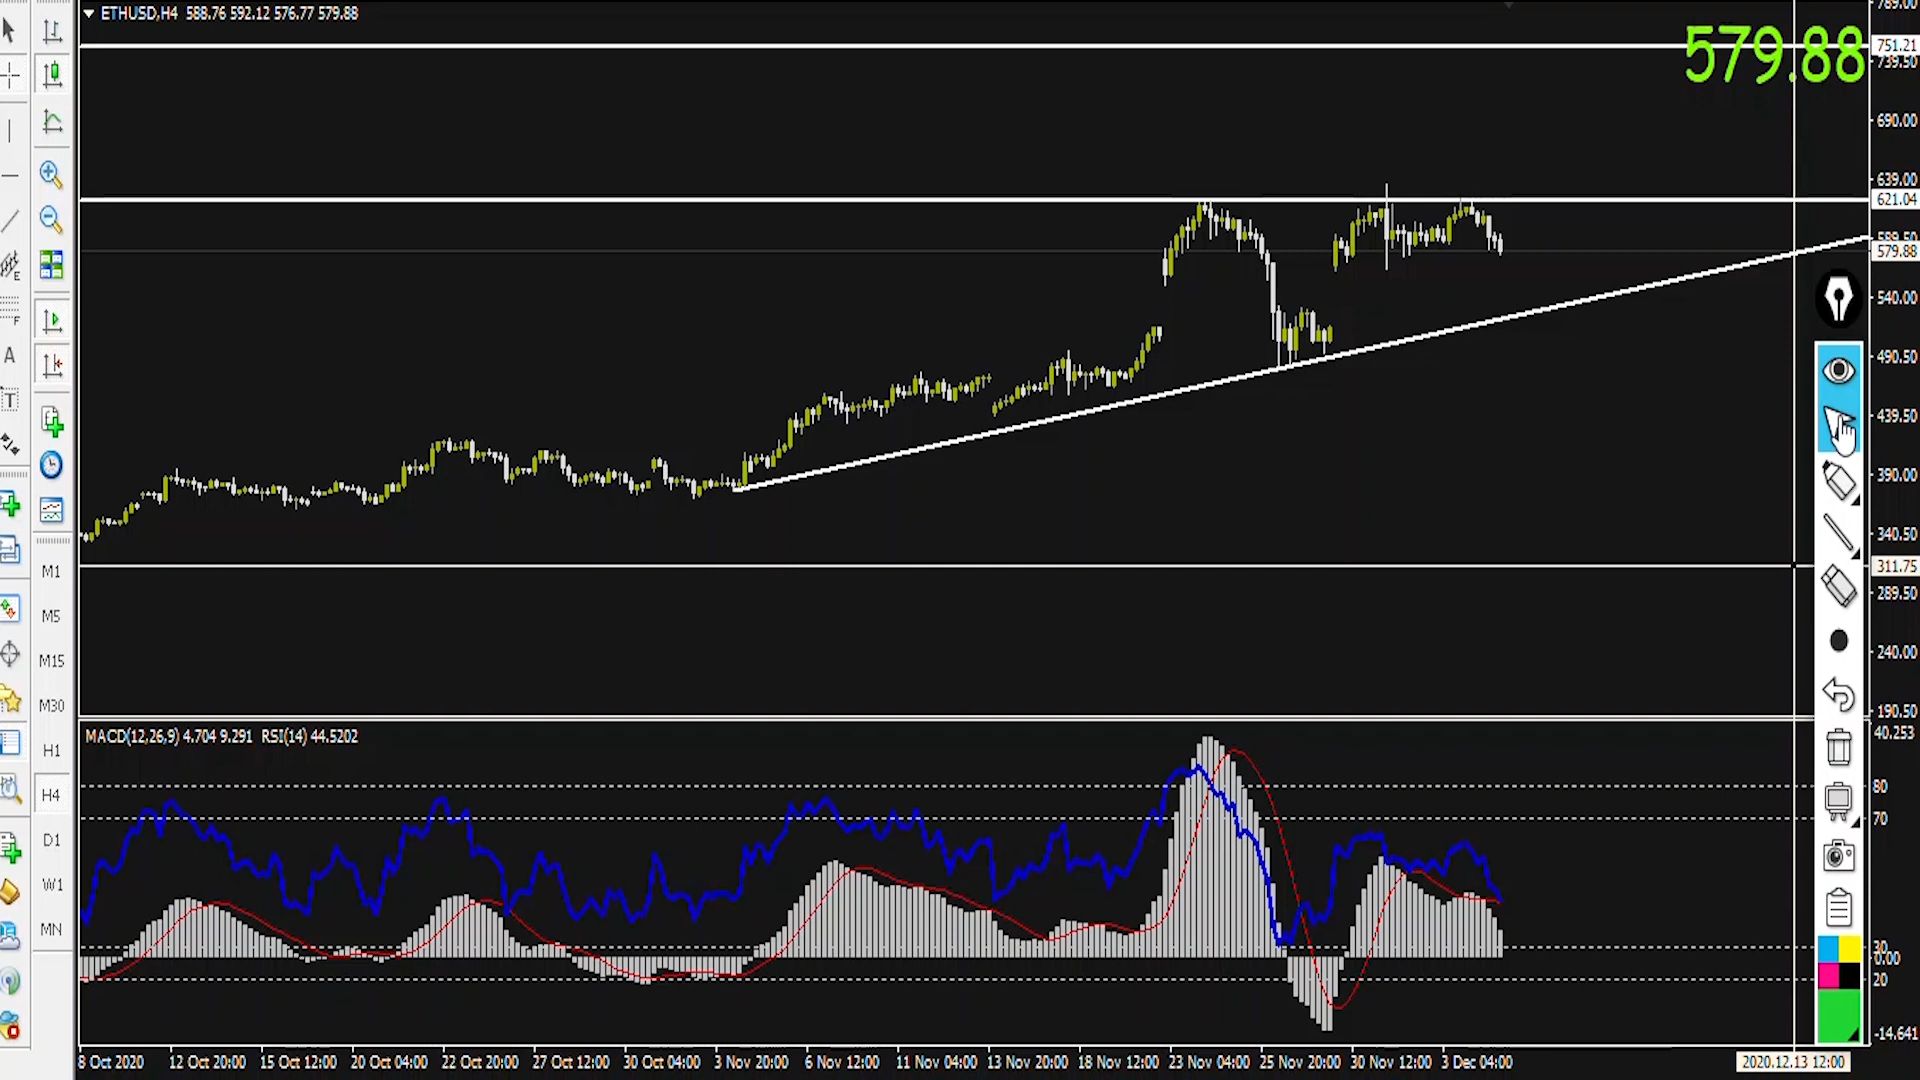 ETHUSD,H4 588.76 592.12 576.77 579.88
579.88
789.00
751.21
739.50
690.00
639.00
621.04
589.50
579.88
540.00
490.50
439.50
390.00
340.50
311.75
289.50
240.00
190.50
E
F
A
T
M1
M5
M15
M30
H1
H4
D1
W1
MN
MACD(12,26,9) 4.704 9.291 RSI(14) 44.5202
40.253
80
70
30
0.00
20
-14.641
8 Oct 2020 12 Oct 20:00 15 Oct 12:00 20 Oct 04:00 22 Oct 20:00 27 Oct 12:00 30 Oct 04:00 3 Nov 20:00 6 Nov 12:00 11 Nov 04:00 13 Nov 20:00 18 Nov 12:00 23 Nov 04:00 25 Nov 20:00 30 Nov 12:00 3 Dec 04:00 2020.12.13 12:00